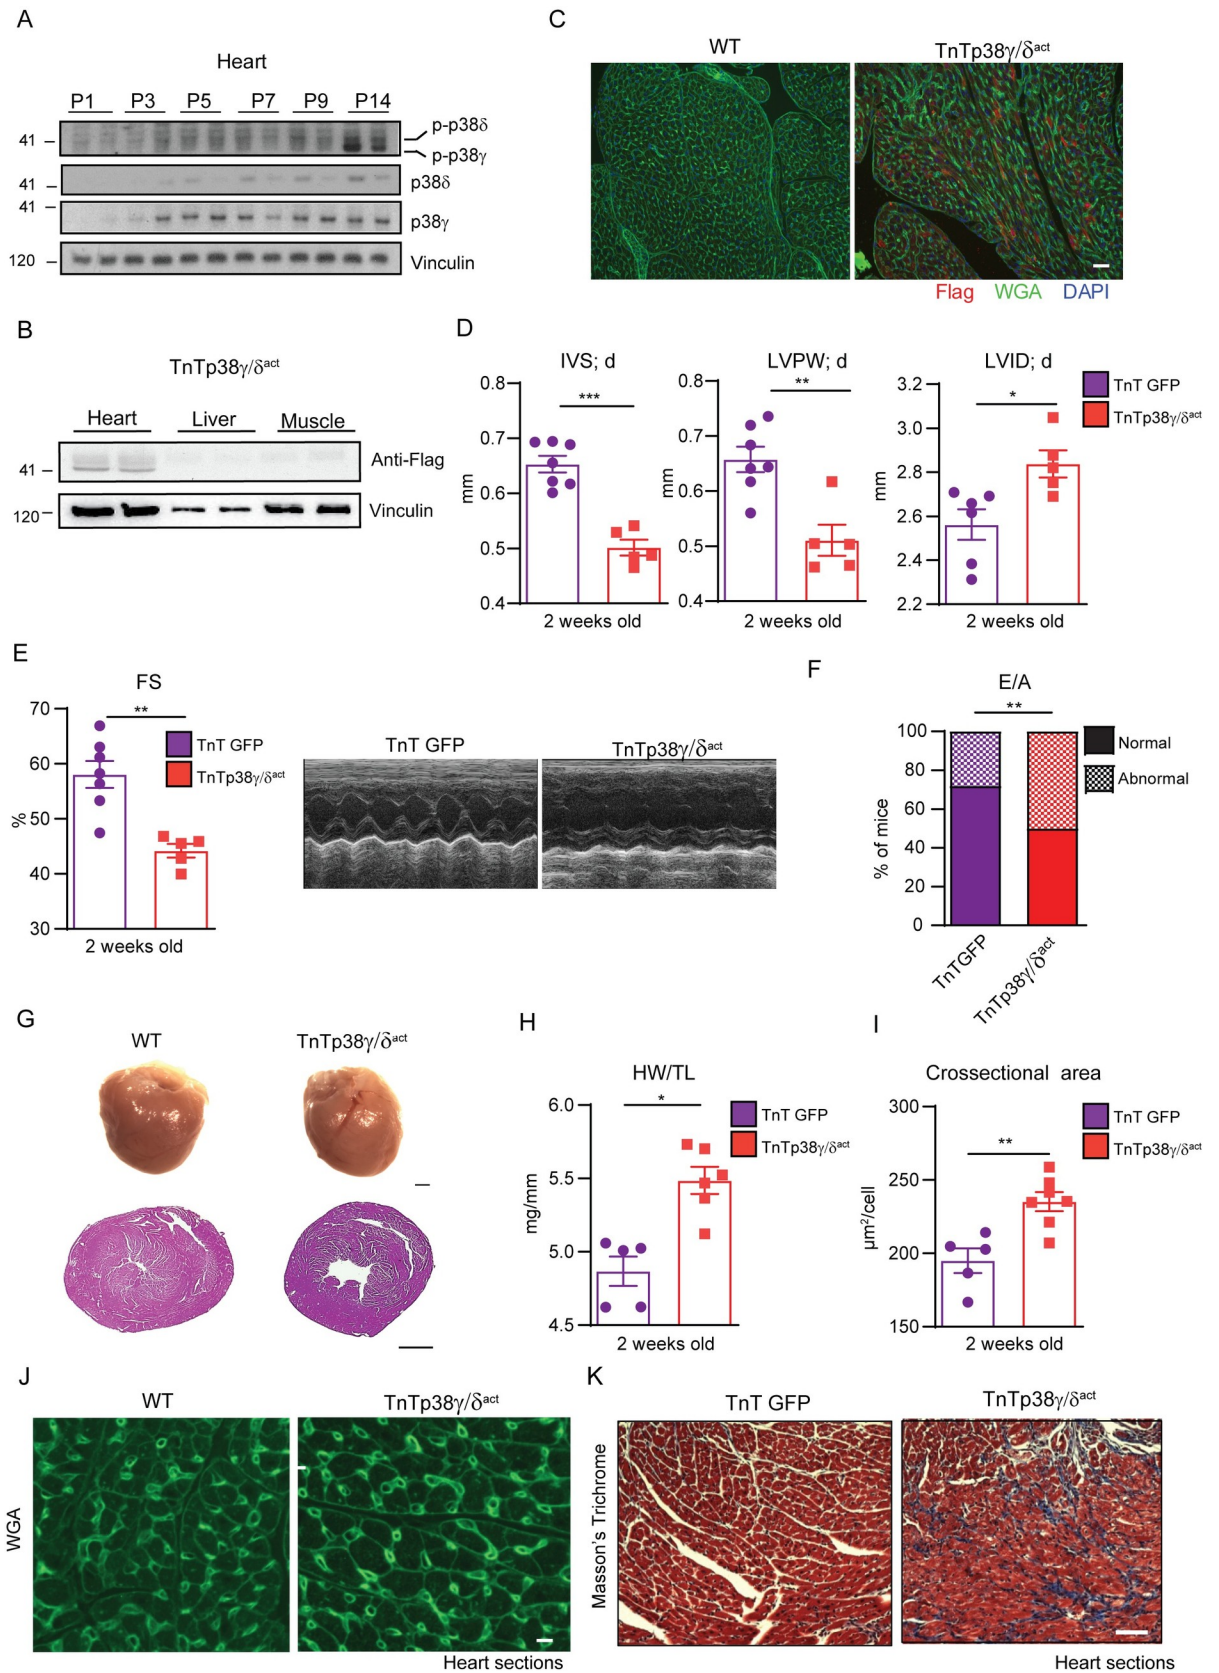 A
Heart
P1 P3 P5 P7 P9 P14
41
p-p38δ
p-p38γ
41
p38δ
41
p38γ
120
Vinculin
B
TnTp38γ/δact
Heart Liver Muscle
41
Anti-Flag
120
Vinculin
C
WT TnTp38γ/δact
Flag WGA DAPI
D
IVS; d
0.8
0.7
0.6
0.5
0.4
mm
***
2 weeks old
LVPW; d
0.8
0.7
0.6
0.5
0.4
mm
**
2 weeks old
LVID; d
3.2
3.0
2.8
2.6
2.4
2.2
mm
*
2 weeks old
TnT GFP
TnTp38γ/δact
E
FS
70
60
50
40
30
%
**
2 weeks old
TnT GFP
TnTp38γ/δact
TnT GFP TnTp38γ/δact
F
E/A
**
100
80
60
40
20
0
% of mice
Normal
Abnormal
TnTGFP
TnTp38γ/δact
G
WT TnTp38γ/δact
H
HW/TL
6.0
5.5
5.0
4.5
mg/mm
*
2 weeks old
TnT GFP
TnTp38γ/δact
I
Crossectional area
300
250
200
150
µm2/cell
**
2 weeks old
TnT GFP
TnTp38γ/δact
J
WT TnTp38γ/δact
WGA
Heart sections
K
TnT GFP TnTp38γ/δact
Masson's Trichrome
Heart sections